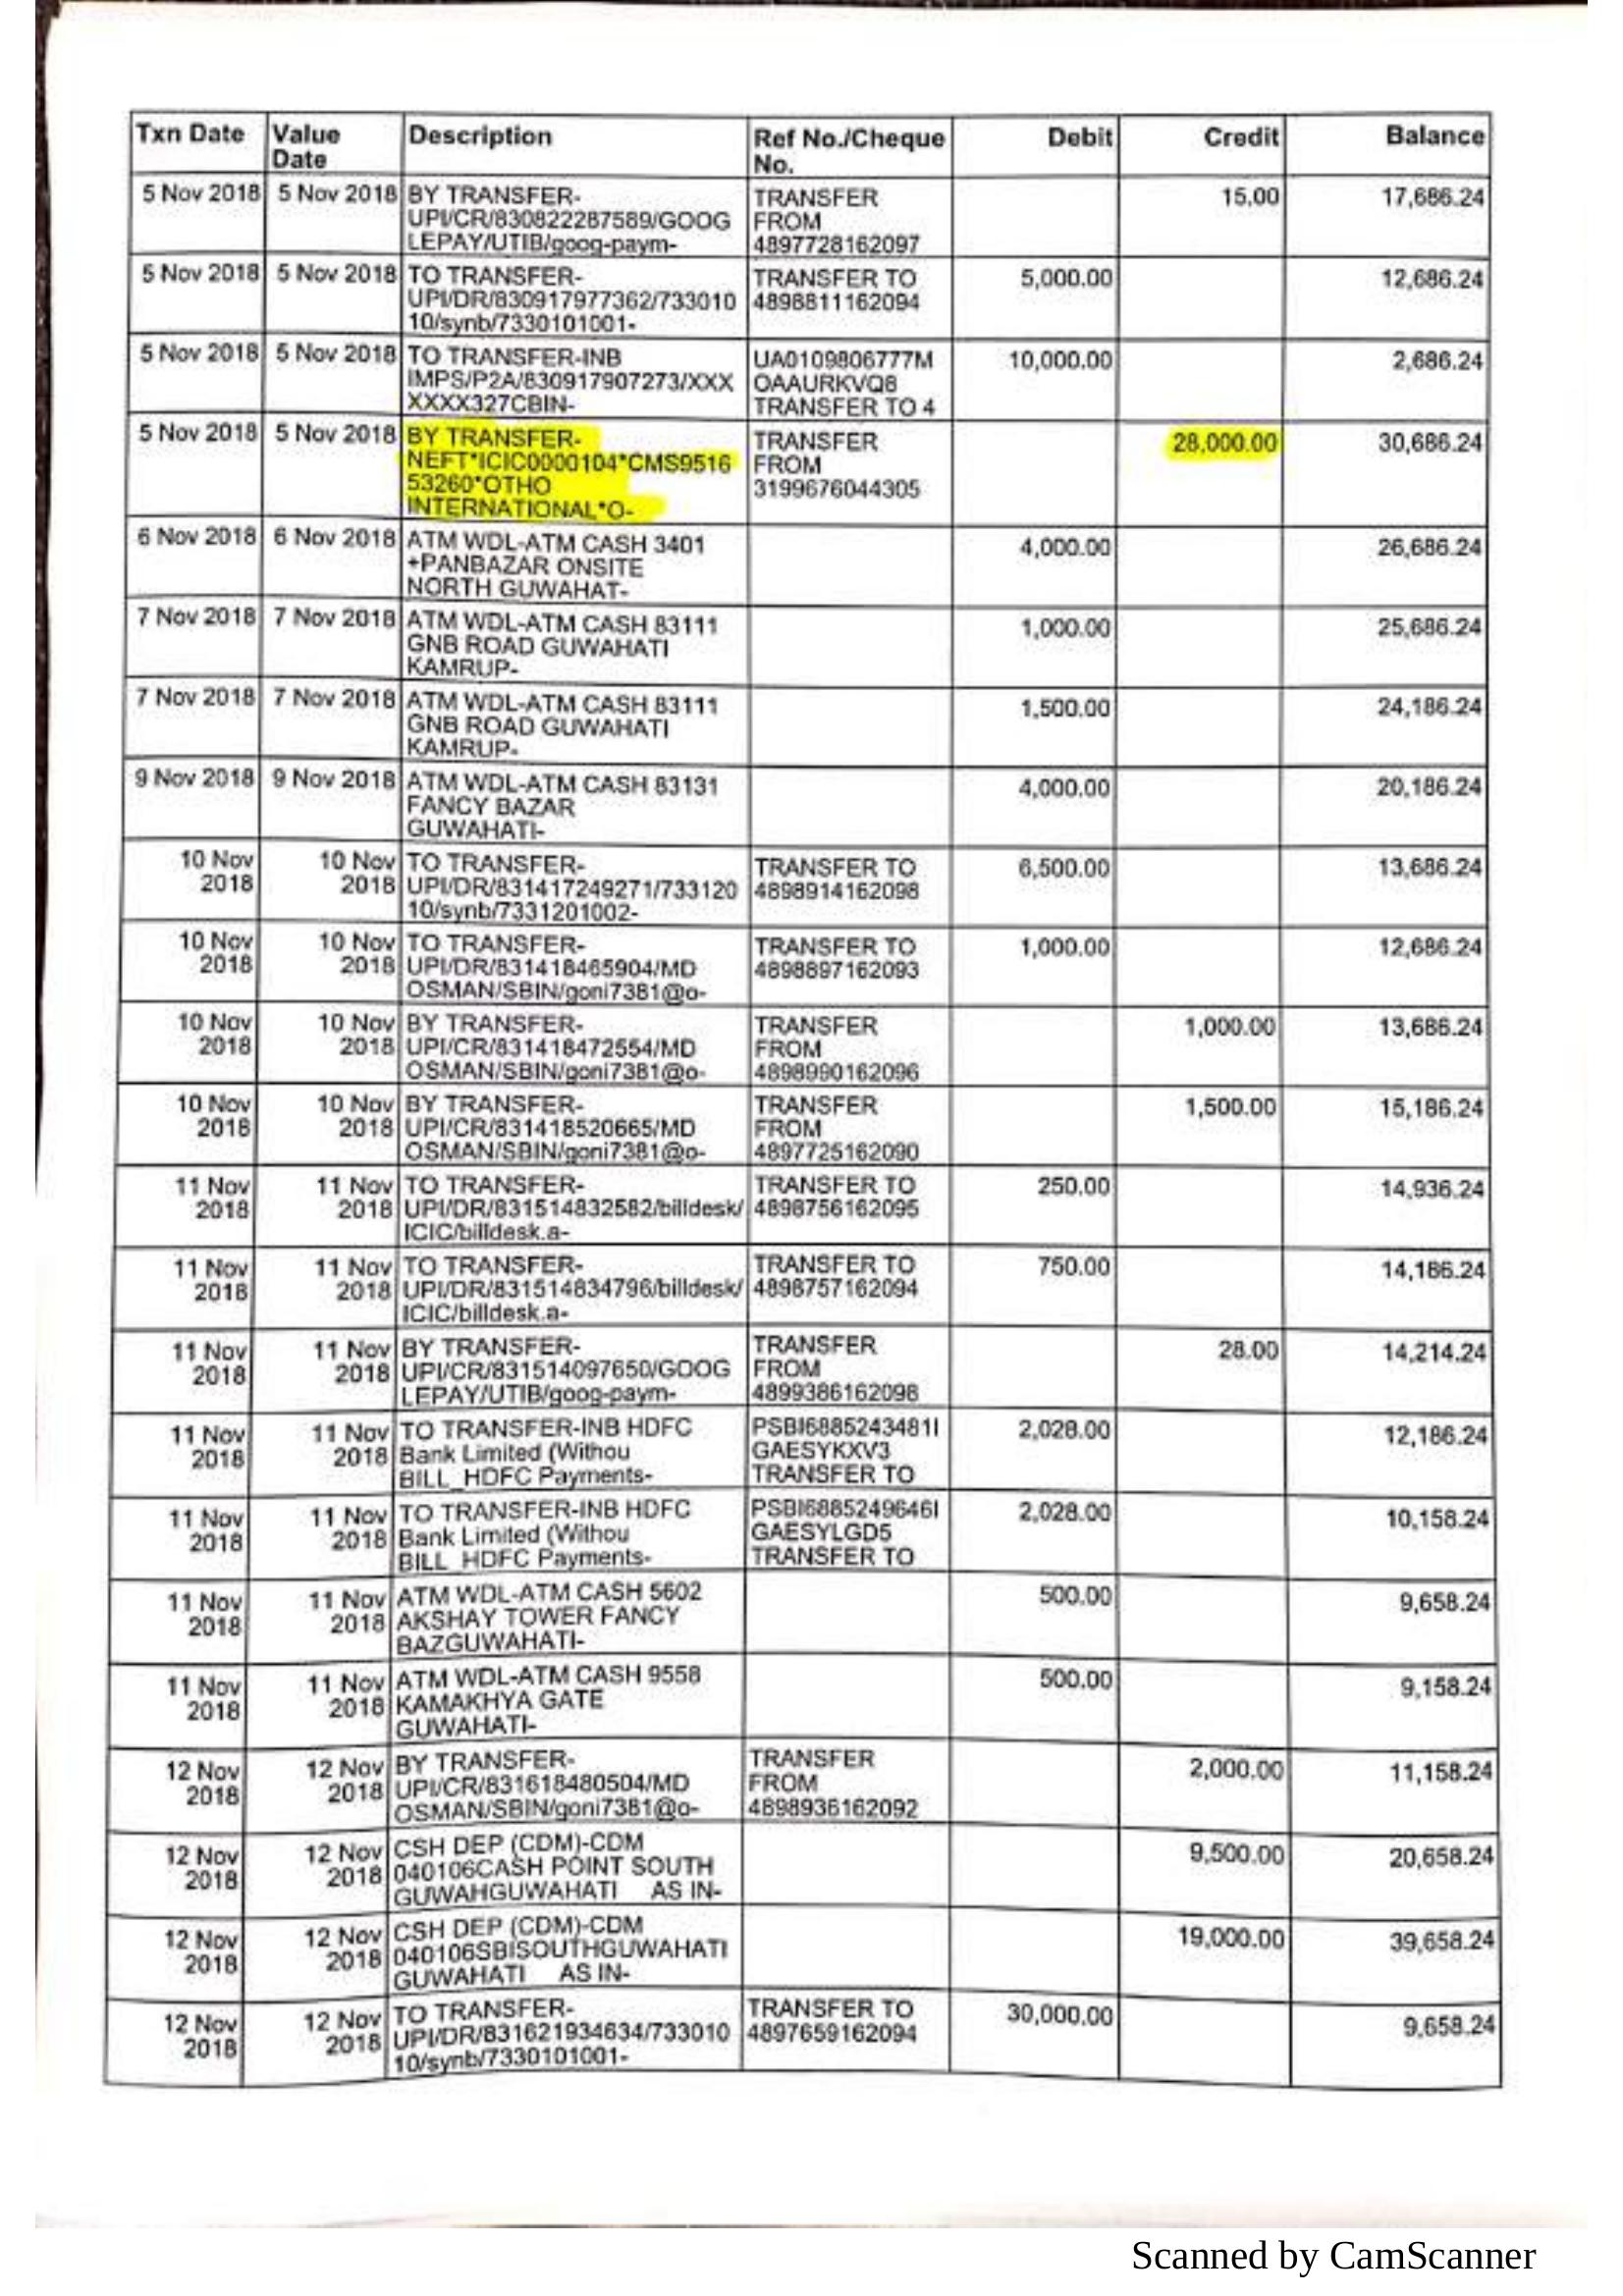 Txn Date Value Date Description Ref No./Cheque No. Debit Credit Balance
5 Nov 2018 5 Nov 2018 BY TRANSFER- TRANSFER 15.00 17,686.24
UPI/CR/830822287589/GOOG FROM
LEPAY/UTIB/goog-paym- 4897728162097
5 Nov 2018 5 Nov 2018 TO TRANSFER- TRANSFER TO 5,000.00 12,686.24
UPI/DR/830917977362/733010 4898811162094
10/synb/7330101001-
5 Nov 2018 5 Nov 2018 TO TRANSFER-INB UA0109806777M 10,000.00 2,686.24
IMPS/P2A/830917907273/XXX OAAURKVQ8
XXXX327CBIN- TRANSFER TO 4
5 Nov 2018 5 Nov 2018 BY TRANSFER- TRANSFER 28,000.00 30,686.24
NEFT*ICIC0000104*CMS9516 FROM
53260*OTHO 3199676044305
INTERNATIONAL*O-
6 Nov 2018 6 Nov 2018 ATM WDL-ATM CASH 3401 4,000.00 26,686.24
+PANBAZAR ONSITE
NORTH GUWAHAT-
7 Nov 2018 7 Nov 2018 ATM WDL-ATM CASH 83111 1,000.00 25,686.24
GNB ROAD GUWAHATI
KAMRUP-
7 Nov 2018 7 Nov 2018 ATM WDL-ATM CASH 83111 1,500.00 24,186.24
GNB ROAD GUWAHATI
KAMRUP-
9 Nov 2018 9 Nov 2018 ATM WDL-ATM CASH 83131 4,000.00 20,186.24
FANCY BAZAR
GUWAHATI-
10 Nov 10 Nov TO TRANSFER- TRANSFER TO 6,500.00 13,686.24
2018 2018 UPI/DR/831417249271/733120 4898914162098
10/synb/7331201002-
10 Nov 10 Nov TO TRANSFER- TRANSFER TO 1,000.00 12,686.24
2018 2018 UPI/DR/831418465904/MD 4898897162093
OSMAN/SBIN/goni7381@o-
10 Nov 10 Nov BY TRANSFER- TRANSFER 1,000.00 13,686.24
2018 2018 UPI/CR/831418472554/MD FROM
OSMAN/SBIN/goni7381@o- 4898990162096
10 Nov 10 Nov BY TRANSFER- TRANSFER 1,500.00 15,186.24
2018 2018 UPI/CR/831418520665/MD FROM
OSMAN/SBIN/goni7381@o- 4897725162090
11 Nov 11 Nov TO TRANSFER- TRANSFER TO 250.00 14,936.24
2018 2018 UPI/DR/831514832582/billdesk/ 4898756162095
ICIC/billdesk.a-
11 Nov 11 Nov TO TRANSFER- TRANSFER TO 750.00 14,186.24
2018 2018 UPI/DR/831514834796/billdesk/ 4898757162094
ICIC/billdesk.a-
11 Nov 11 Nov BY TRANSFER- TRANSFER 28.00 14,214.24
2018 2018 UPI/CR/831514097650/GOOG FROM
LEPAY/UTIB/goog-paym- 4899386162098
11 Nov 11 Nov TO TRANSFER-INB HDFC PSBI6885243481I 2,028.00 12,186.24
2018 2018 Bank Limited (Withou GAESYKXV3
BILL_HDFC Payments- TRANSFER TO
11 Nov 11 Nov TO TRANSFER-INB HDFC PSBI6885249646I 2,028.00 10,158.24
2018 2018 Bank Limited (Withou GAESYLGD5
BILL_HDFC Payments- TRANSFER TO
11 Nov 11 Nov ATM WDL-ATM CASH 5602 500.00 9,658.24
2018 2018 AKSHAY TOWER FANCY
BAZGUWAHATI-
11 Nov 11 Nov ATM WDL-ATM CASH 9558 500.00 9,158.24
2018 2018 KAMAKHYA GATE
GUWAHATI-
12 Nov 12 Nov BY TRANSFER- TRANSFER 2,000.00 11,158.24
2018 2018 UPI/CR/831618480504/MD FROM
OSMAN/SBIN/goni7381@o- 4898936162092
12 Nov 12 Nov CSH DEP (CDM)-CDM 9,500.00 20,658.24
2018 2018 040106CASH POINT SOUTH
GUWAHGUWAHATI AS IN-
12 Nov 12 Nov CSH DEP (CDM)-CDM 19,000.00 39,658.24
2018 2018 040106SBISOUTHGUWAHATI
GUWAHATI AS IN-
12 Nov 12 Nov TO TRANSFER- TRANSFER TO 30,000.00 9,658.24
2018 2018 UPI/DR/831621934634/733010 4897659162094
10/synb/7330101001-
Scanned by CamScanner